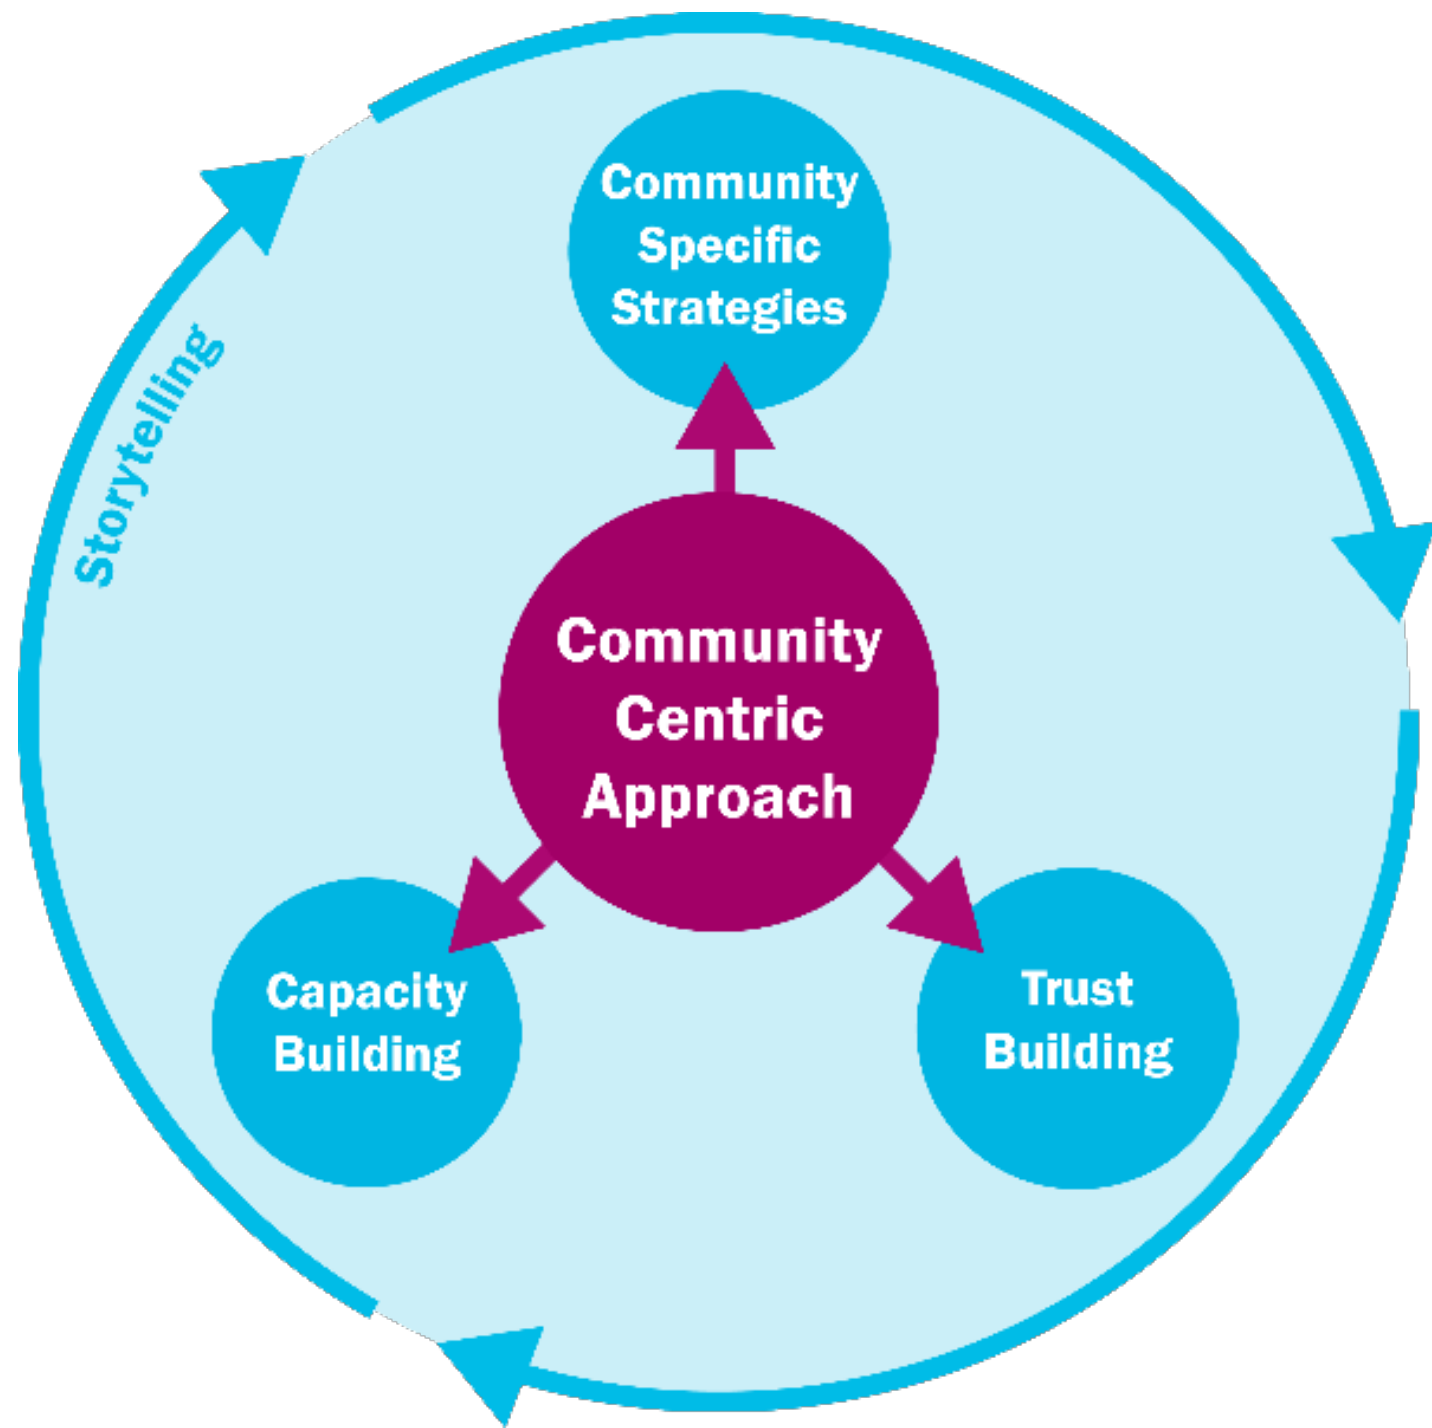 Community
Specific
Strategies
Storytelling
Community
Centric
Approach
Capacity
Building
Trust
Building